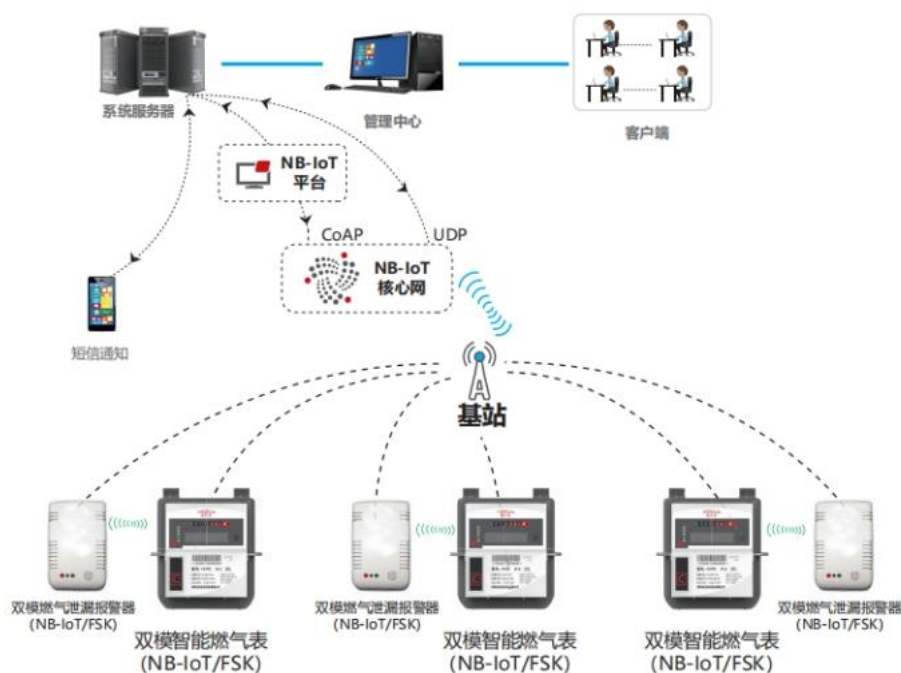 系统服务器
管理中心
客户端
NB-IoT
平台
CoAP
UDP
NB-IoT
核心网
短信通知
基站
双模燃气泄漏报警器
(NB-IoT/FSK)
双模智能燃气表
(NB-IoT/FSK)
双模燃气泄漏报警器
(NB-IoT/FSK)
双模智能燃气表
(NB-IoT/FSK)
双模智能燃气表
(NB-IoT/FSK)
双模燃气泄漏报警器
(NB-IoT/FSK)